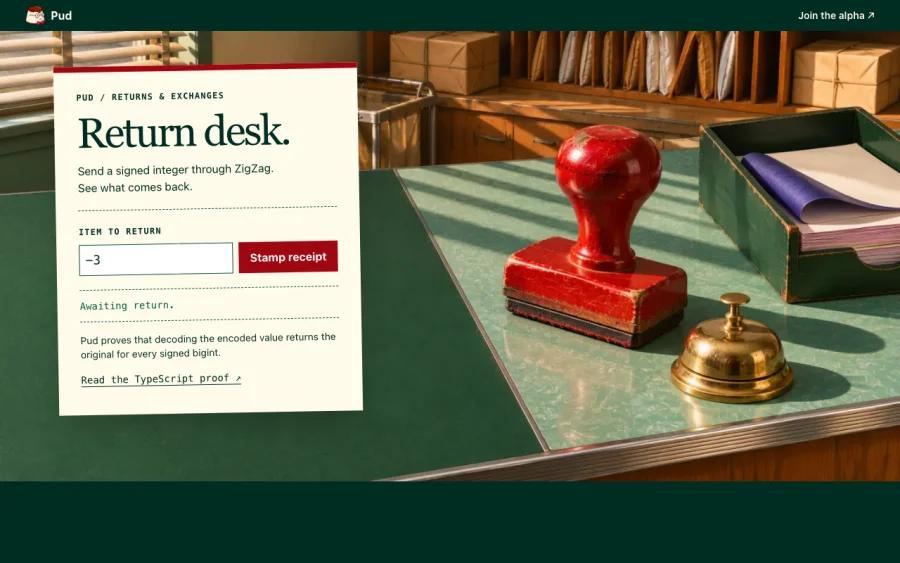 Pud
Join the alpha ↗
PUD / RETURNS & EXCHANGES
Return desk.
Send a signed integer through ZigZag.
See what comes back.
ITEM TO RETURN
−3
Stamp receipt
Awaiting return.
Pud proves that decoding the encoded value returns the
original for every signed bigint.
Read the TypeScript proof ↗